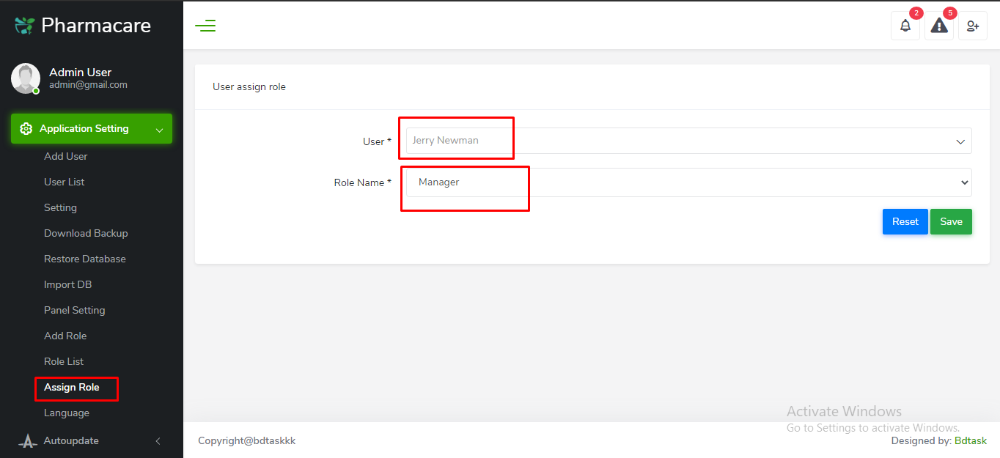 Pharmacare
2
5
Admin User
admin@gmail.com
User assign role
Application Setting
User *
Jerry Newman
Add User
User List
Role Name *
Manager
Setting
Reset
Save
Download Backup
Restore Database
Import DB
Panel Setting
Add Role
Role List
Assign Role
Language
Autoupdate
Activate Windows
Go to Settings to activate Windows.
Copyright@bdtaskkk
Designed by: Bdtask